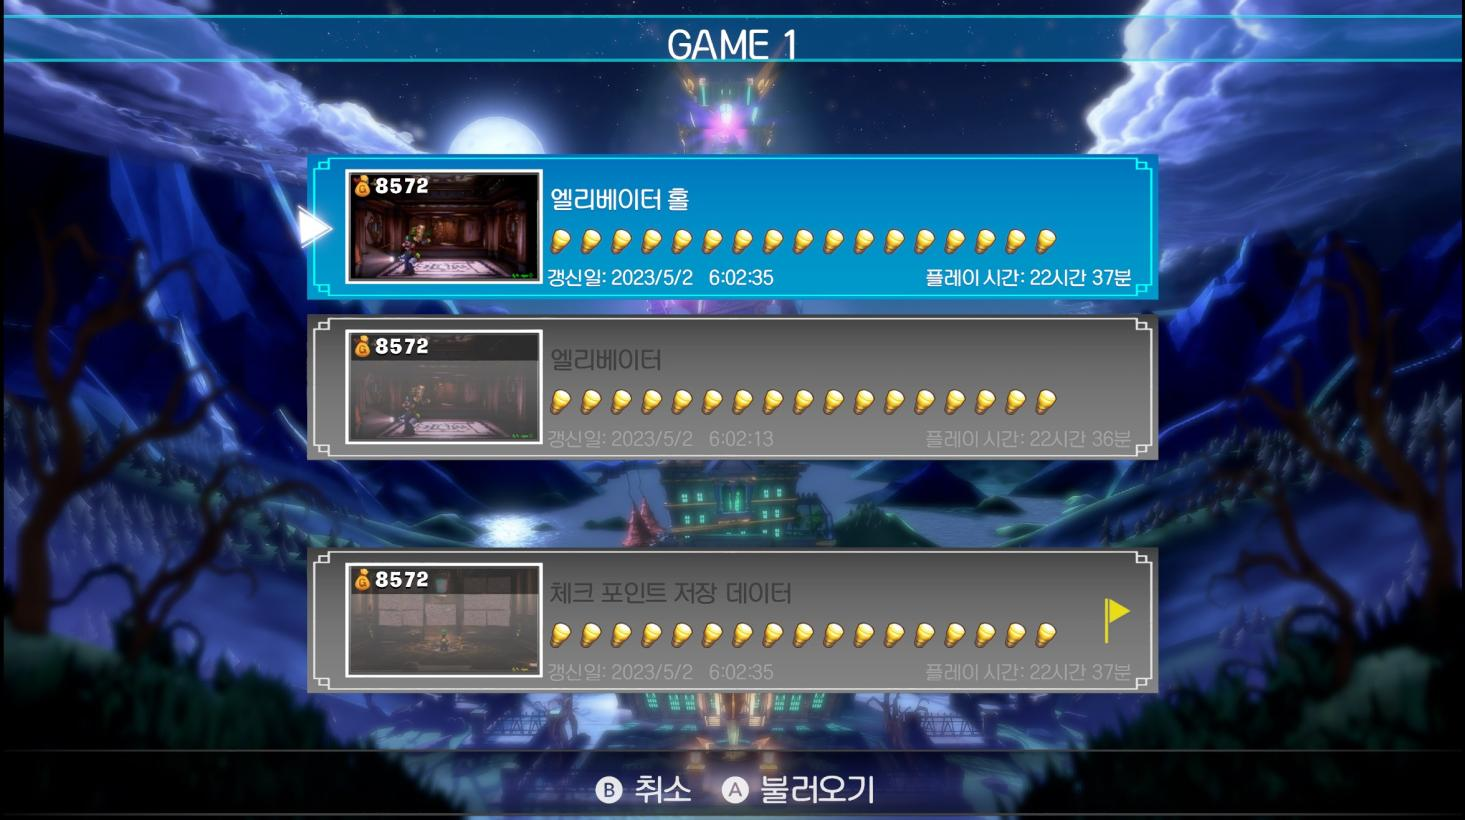 GAME 1
8572
엘리베이터 홀
갱신일: 2023/5/2 6:02:35 플레이 시간: 22시간 37분
8572
엘리베이터
갱신일: 2023/5/2 6:02:13 플레이 시간: 22시간 36분
8572
체크 포인트 저장 데이터
갱신일: 2023/5/2 6:02:35 플레이 시간: 22시간 37분
B 취소 A 불러오기